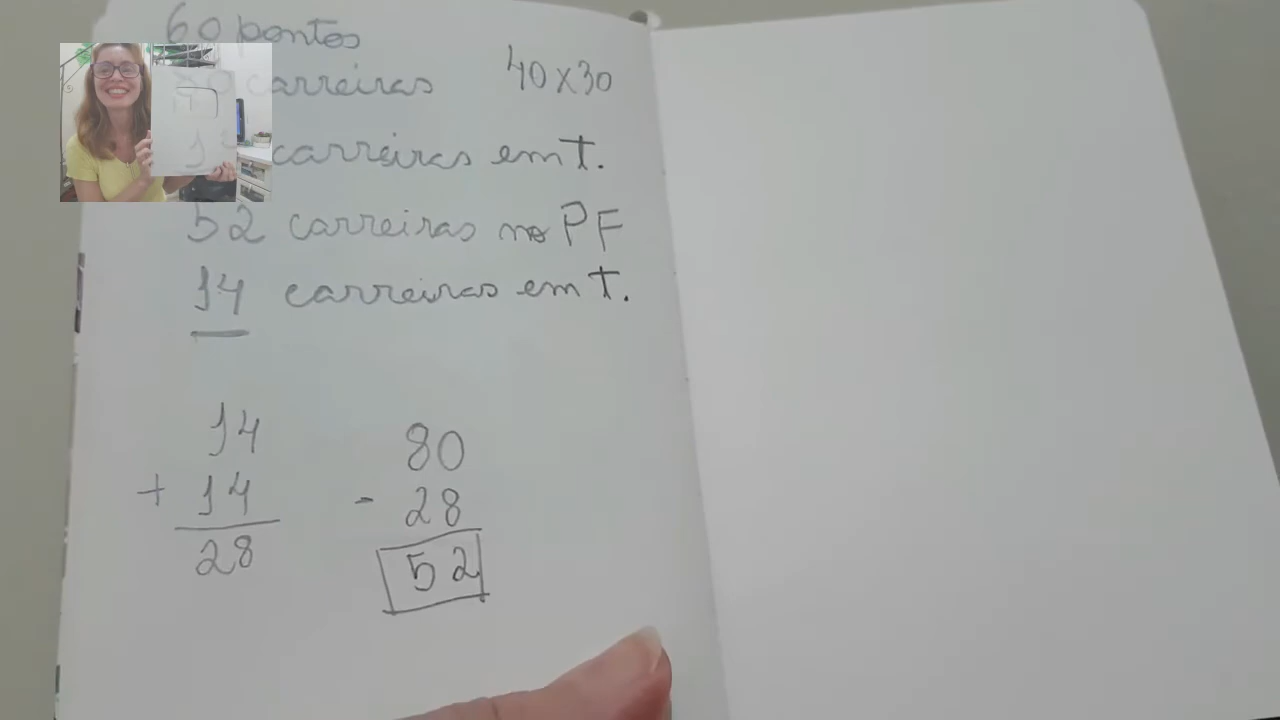 60 pontos
carreiras 40x30
carreiras em T.
52 carreiras no PF
14 carreiras em T.
14 80
+ 14 - 28
28 52